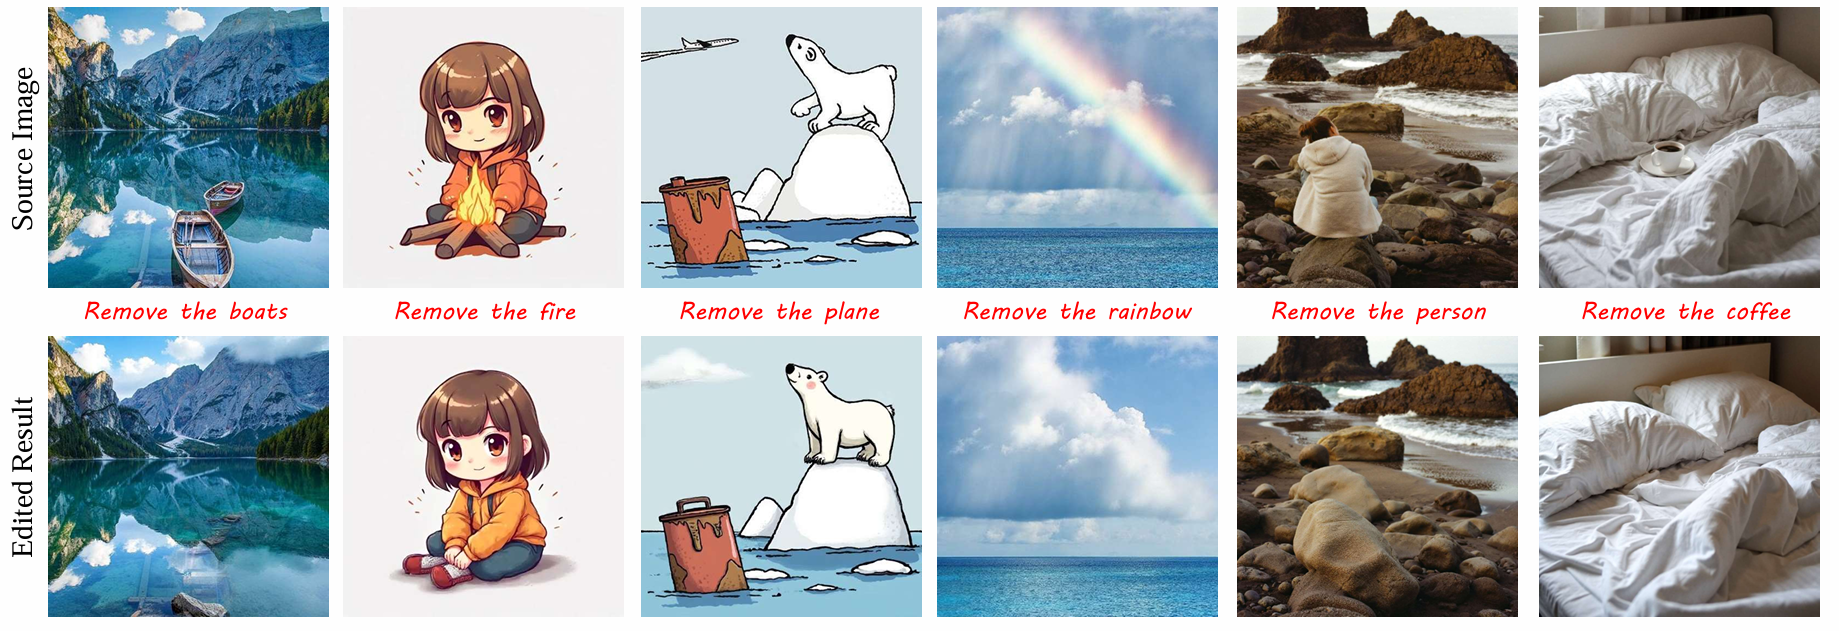 Source Image
Remove the boats
Remove the fire
Remove the plane
Remove the rainbow
Remove the person
Remove the coffee
Edited Result